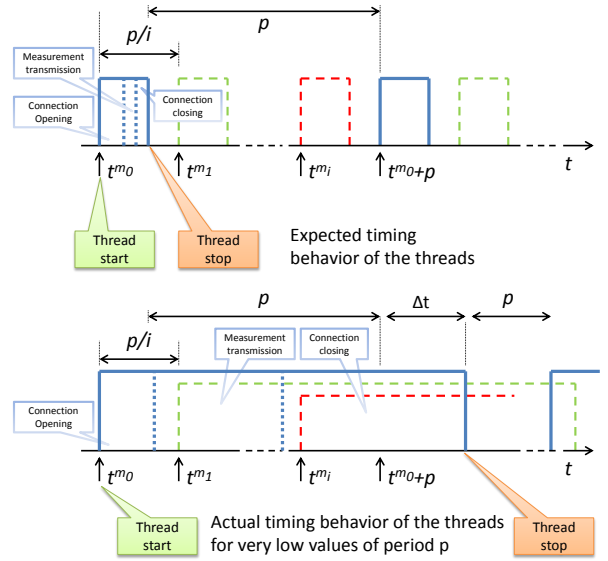 p
p/i
Measurement
transmission
Connection
closing
Connection
Opening
t^m0 t^m1 t^mi t^m0+p t
Thread
start
Thread
stop
Expected timing
behavior of the threads
p Δt p
p/i
Measurement
transmission
Connection
closing
Connection
Opening
t^m0 t^m1 t^mi t^m0+p t
Thread
start
Actual timing behavior of the threads
for very low values of period p
Thread
stop